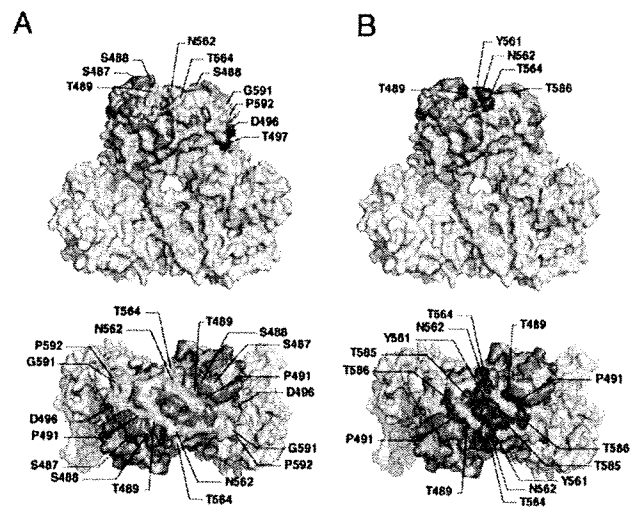 A
N562
S488
T564
S487
S488
T489
G591
P592
D496
T497
B
Y561
N562
T564
T489
T586
T564
N562
T489
S488
P592
S487
G591
P491
D496
D496
P491
G591
S487
P592
S488
N562
T489
T564
T564
N562
Y561
T489
T585
T586
P491
P491
T586
T585
Y561
T489
N562
T564